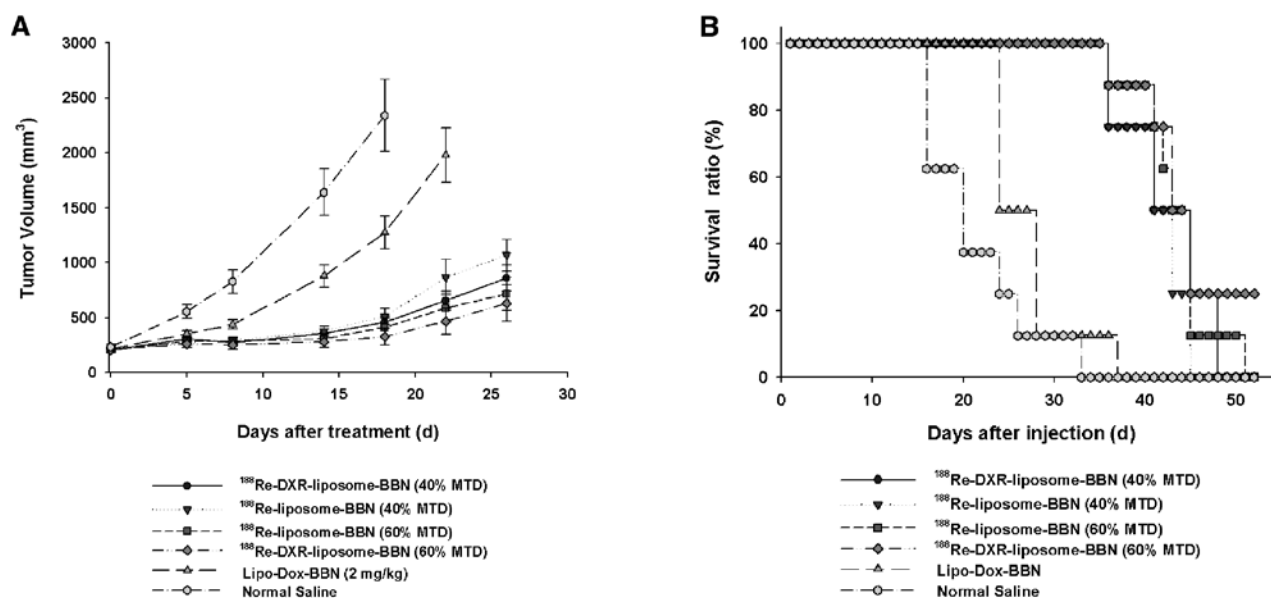 A
Tumor Volume (mm³)
3000
2500
2000
1500
1000
500
0
0 5 10 15 20 25 30
Days after treatment (d)
¹⁸⁸Re-DXR-liposome-BBN (40% MTD)
¹⁸⁸Re-liposome-BBN (40% MTD)
¹⁸⁸Re-liposome-BBN (60% MTD)
¹⁸⁸Re-DXR-liposome-BBN (60% MTD)
Lipo-Dox-BBN (2 mg/kg)
Normal Saline
B
Survival ratio (%)
100
80
60
40
20
0
0 10 20 30 40 50
Days after injection (d)
¹⁸⁸Re-DXR-liposome-BBN (40% MTD)
¹⁸⁸Re-liposome-BBN (40% MTD)
¹⁸⁸Re-liposome-BBN (60% MTD)
¹⁸⁸Re-DXR-liposome-BBN (60% MTD)
Lipo-Dox-BBN
Normal Saline